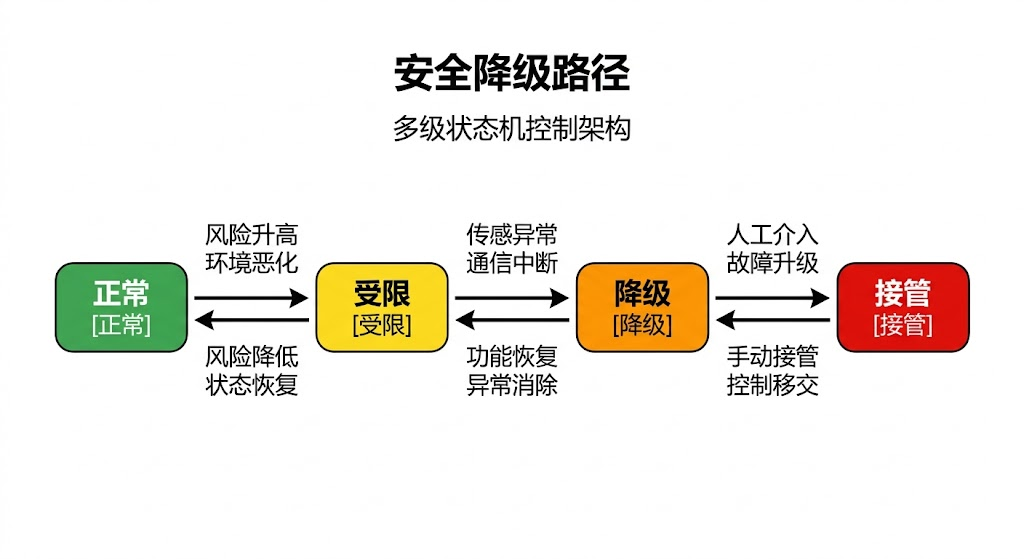 安全降级路径
多级状态机控制架构
风险升高
环境恶化
传感异常
通信中断
人工介入
故障升级
正常
[正常]
受限
[受限]
降级
[降级]
接管
[接管]
风险降低
状态恢复
功能恢复
异常消除
手动接管
控制移交